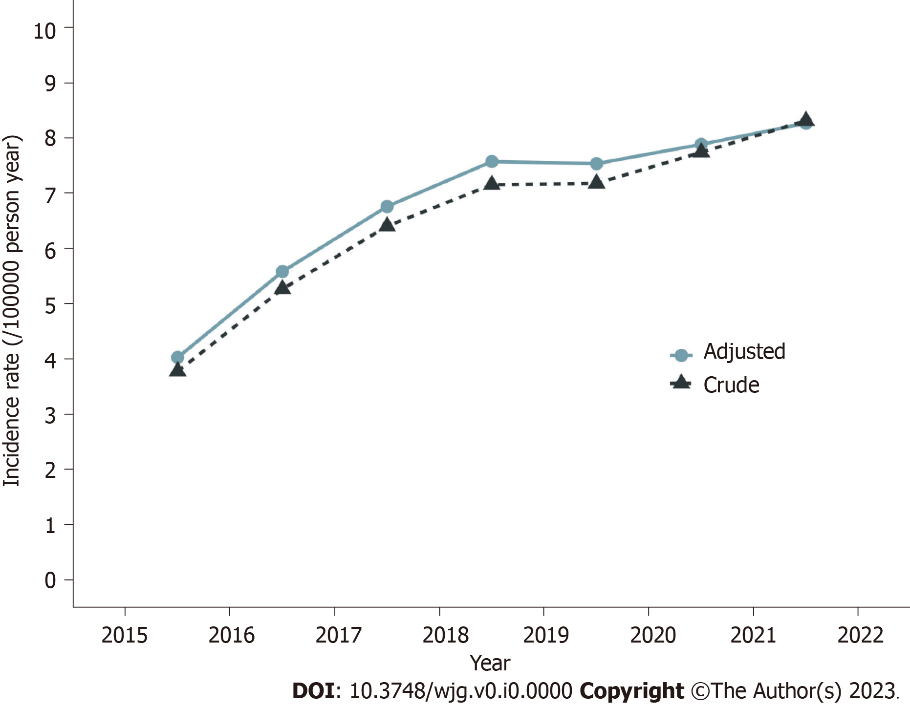 10
9
8
7
6
5
4
3
2
1
0
Incidence rate (/100000 person year)
Adjusted
Crude
2015 2016 2017 2018 2019 2020 2021 2022
Year
DOI: 10.3748/wjg.v0.i0.0000 Copyright ©The Author(s) 2023.